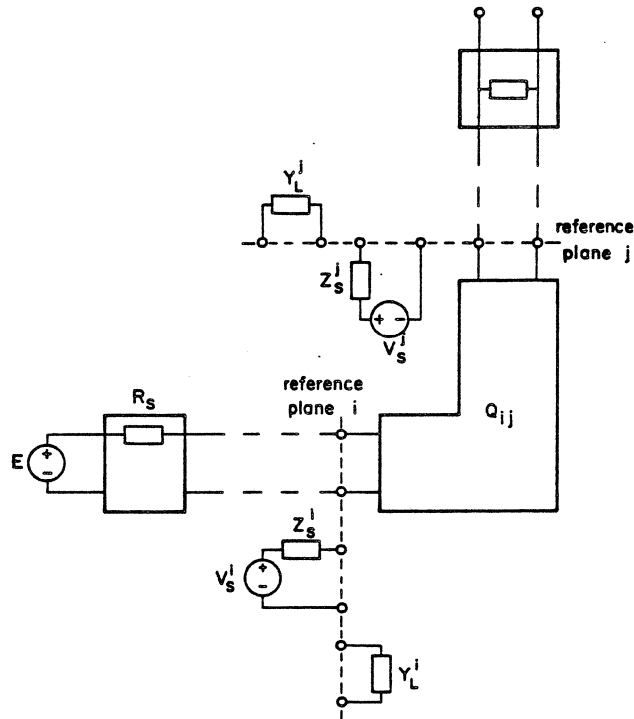 Y_L^j
reference
plane j
Z_S^j
+ -
V_S^j
reference
plane i
R_S
Q_ij
E
+
-
Z_S^i
V_S^i
+
-
Y_L^i